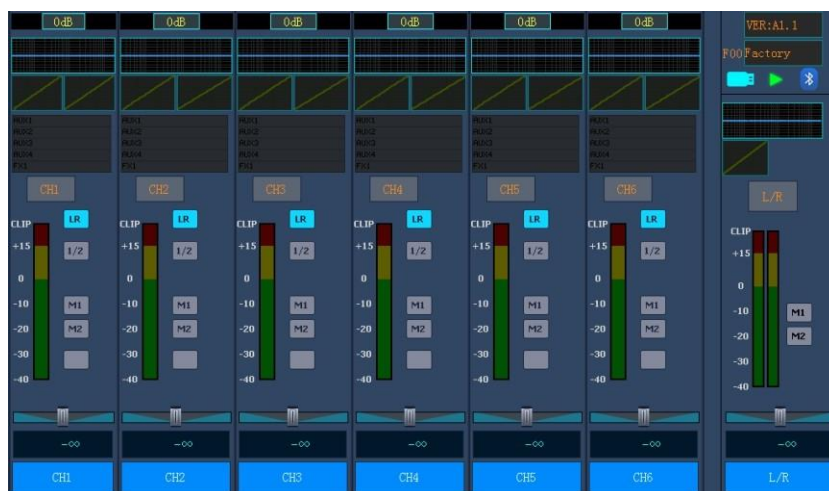 0dB 0dB 0dB 0dB 0dB 0dB VER:A1.1
F00 Factory
AUX1 AUX1 AUX1 AUX1 AUX1 AUX1
AUX2 AUX2 AUX2 AUX2 AUX2 AUX2
AUX3 AUX3 AUX3 AUX3 AUX3 AUX3
AUX4 AUX4 AUX4 AUX4 AUX4 AUX4
FX1 FX1 FX1 FX1 FX1 FX1
CH1 CH2 CH3 CH4 CH5 CH6 L/R
CLIP LR CLIP LR CLIP LR CLIP LR CLIP LR CLIP LR CLIP
+15 1/2 +15 1/2 +15 1/2 +15 1/2 +15 1/2 +15 1/2 +15
0 0 0 0 0 0 0
-10 M1 -10 M1 -10 M1 -10 M1 -10 M1 -10 M1 -10 M1
-20 M2 -20 M2 -20 M2 -20 M2 -20 M2 -20 M2 -20 M2
-30 -30 -30 -30 -30 -30 -30
-40 -40 -40 -40 -40 -40 -40
-∞ -∞ -∞ -∞ -∞ -∞ -∞
CH1 CH2 CH3 CH4 CH5 CH6 L/R